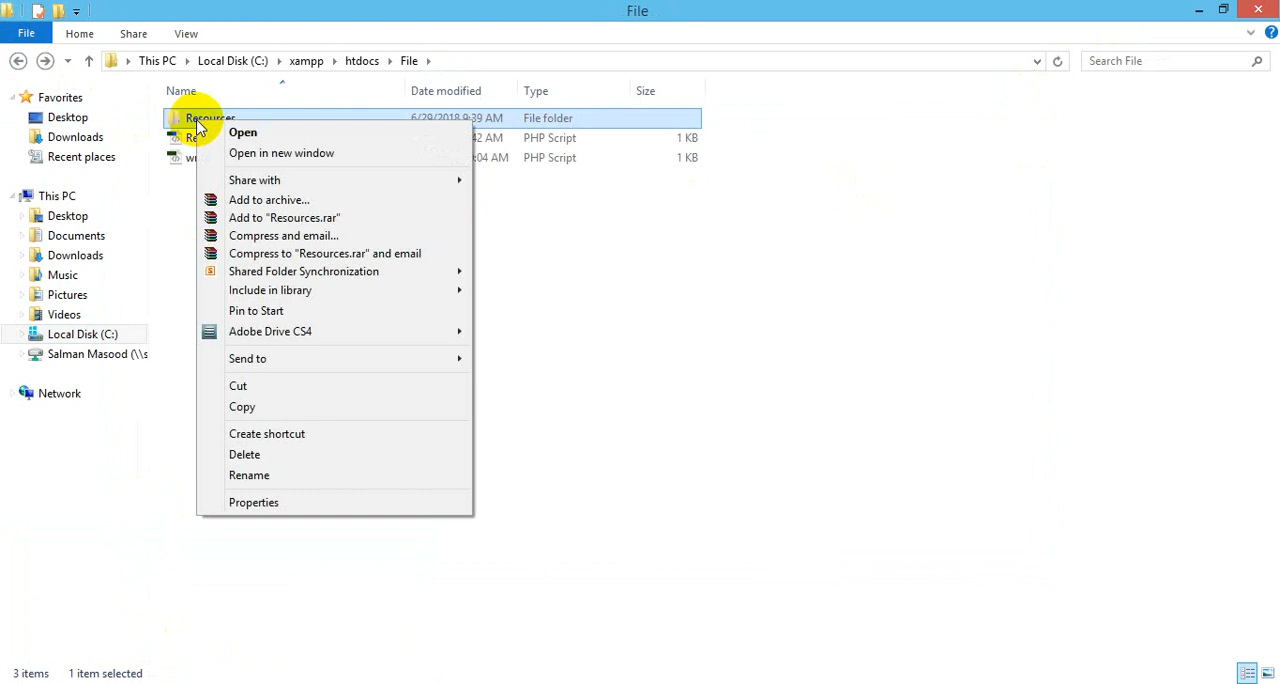 File
File Home Share View
This PC Local Disk (C:) xampp htdocs File Search File
Name Date modified Type Size
Favorites
Desktop
Downloads
Recent places
This PC
Desktop
Documents
Downloads
Music
Pictures
Videos
Local Disk (C:)
Salman Masood (\\s
Network
Resources 6/29/2018 9:39 AM File folder
Re :42 AM PHP Script 1 KB
:04 AM PHP Script 1 KB
Open
Open in new window
Share with
Add to archive...
Add to "Resources.rar"
Compress and email...
Compress to "Resources.rar" and email
Shared Folder Synchronization
Include in library
Pin to Start
Adobe Drive CS4
Send to
Cut
Copy
Create shortcut
Delete
Rename
Properties
3 items 1 item selected